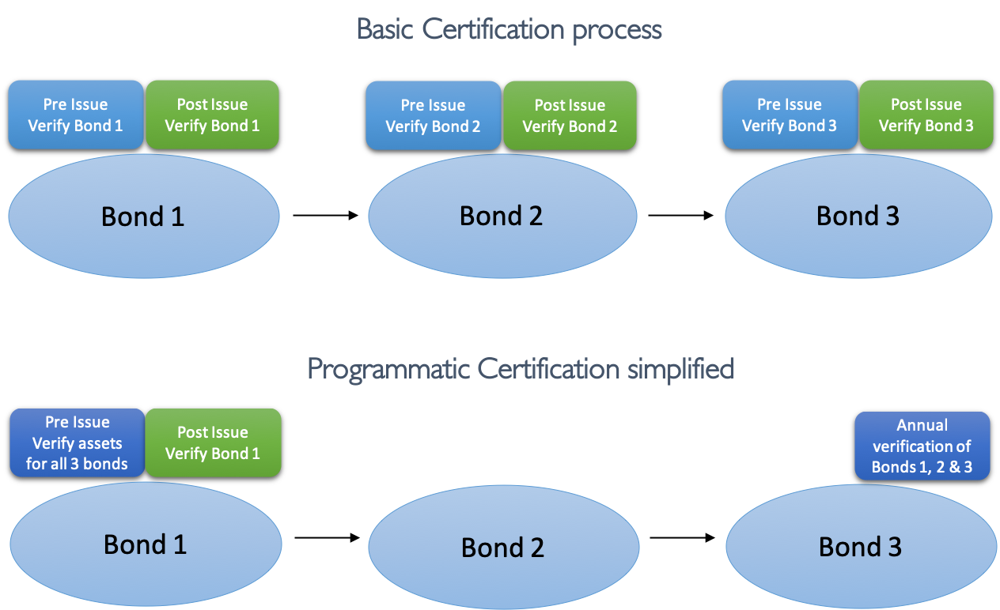 Basic Certification process
Pre Issue
Verify Bond 1
Post Issue
Verify Bond 1
Pre Issue
Verify Bond 2
Post Issue
Verify Bond 2
Pre Issue
Verify Bond 3
Post Issue
Verify Bond 3
Bond 1
Bond 2
Bond 3
Programmatic Certification simplified
Pre Issue
Verify assets
for all 3 bonds
Post Issue
Verify Bond 1
Annual
verification of
Bonds 1, 2 & 3
Bond 1
Bond 2
Bond 3